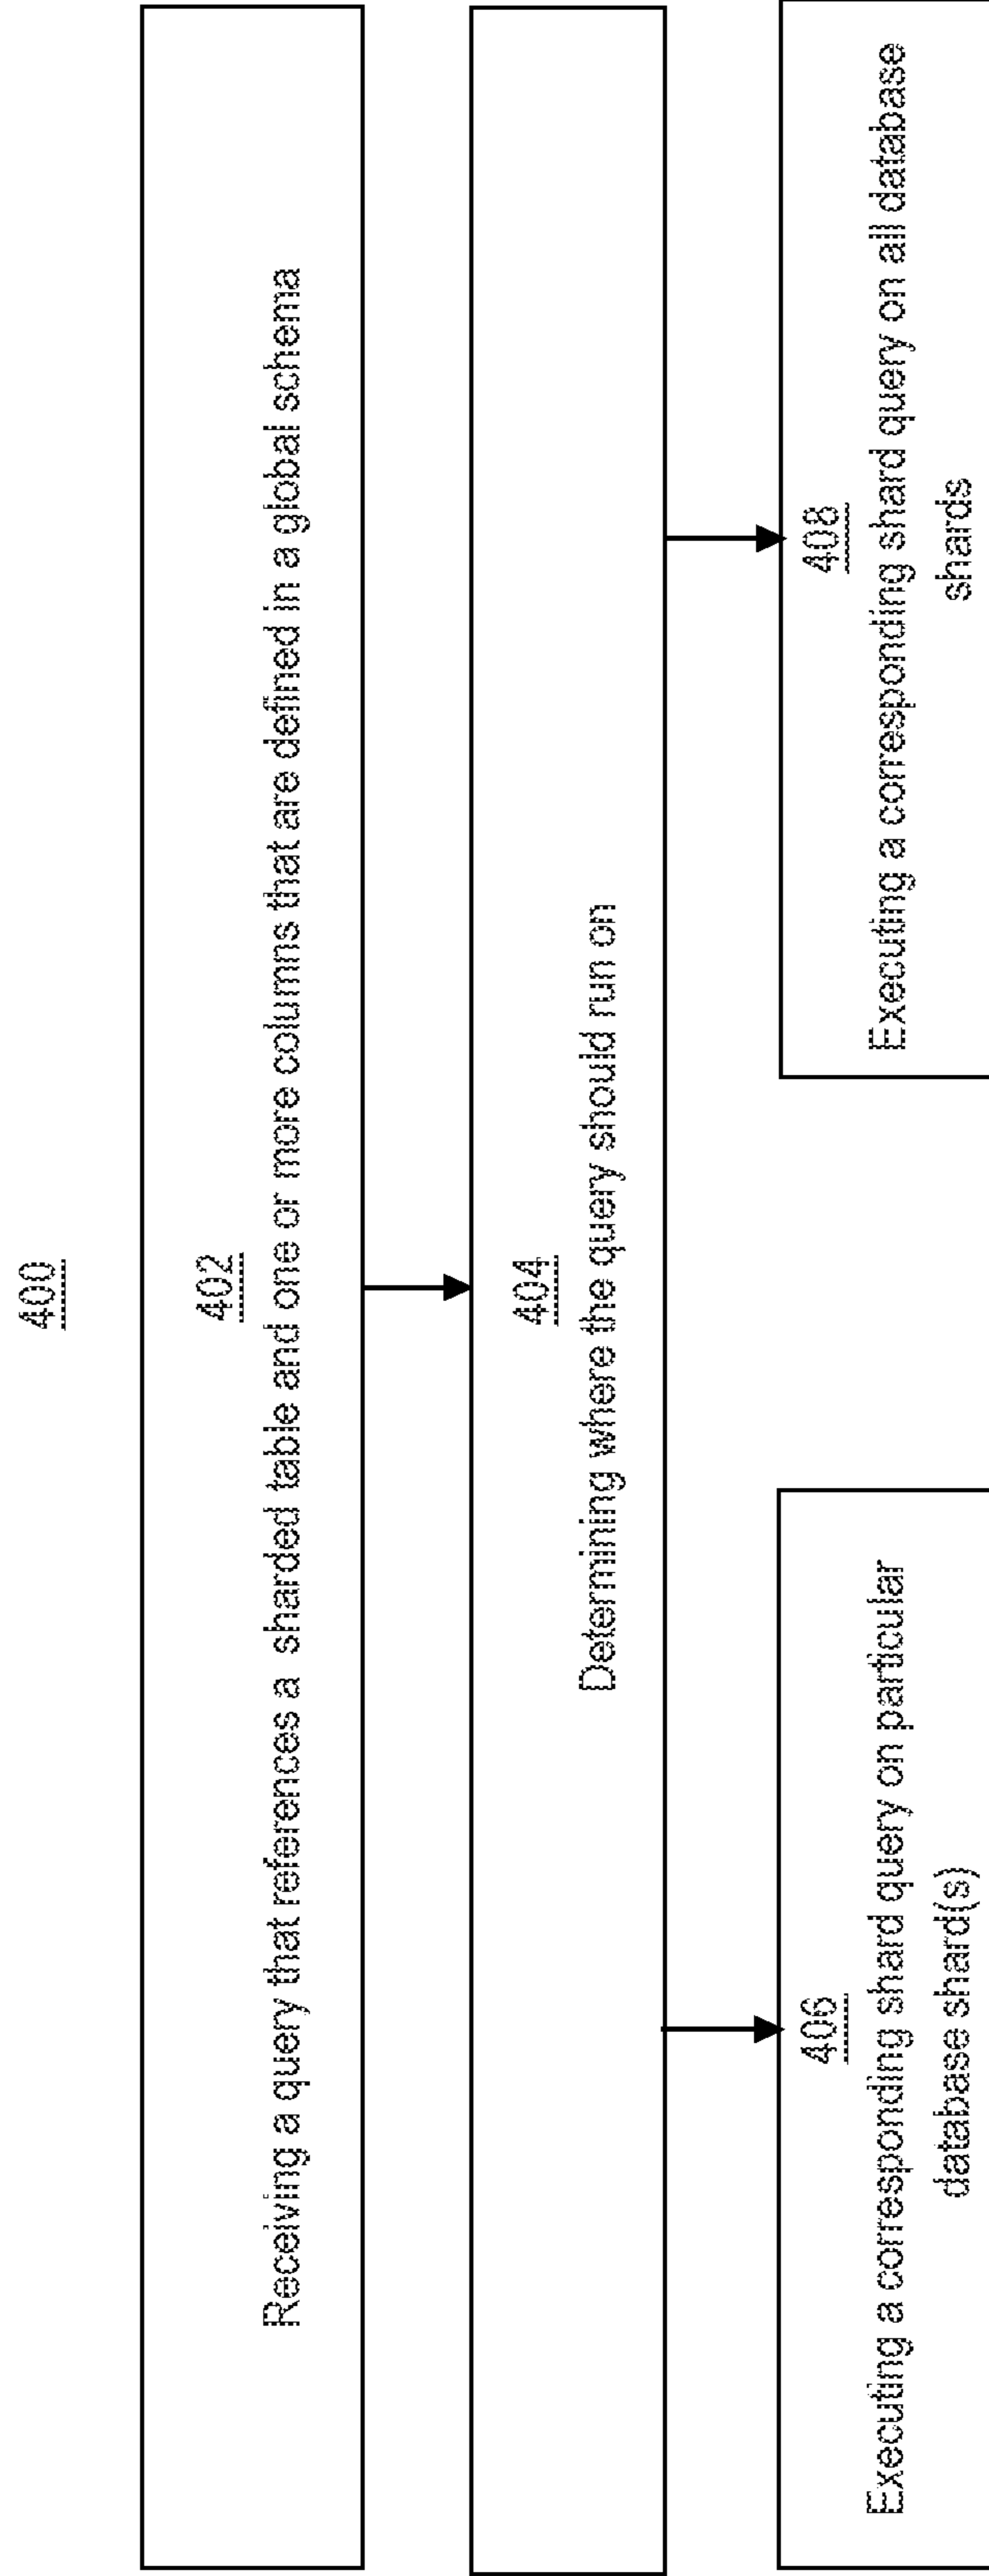 400
402
Receiving a query that references a sharded table and one or more columns that are defined in a global schema
404
Determining where the query should run on
406
Executing a corresponding shard query on particular
database shard(s)
408
Executing a corresponding shard query on all database
shards